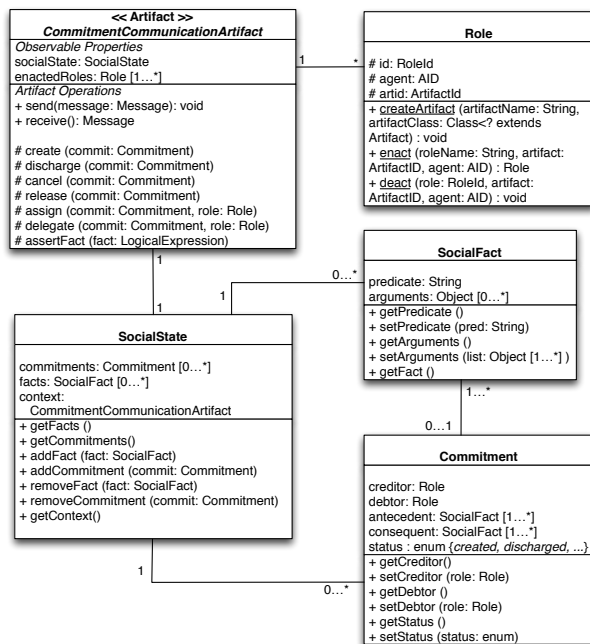 << Artifact >>
CommitmentCommunicationArtifact
Observable Properties
socialState: SocialState
enactedRoles: Role [1...*]
Artifact Operations
+ send(message: Message): void
+ receive(): Message
# create (commit: Commitment)
# discharge (commit: Commitment)
# cancel (commit: Commitment)
# release (commit: Commitment)
# assign (commit: Commitment, role: Role)
# delegate (commit: Commitment, role: Role)
# assertFact (fact: LogicalExpression)
1
*
Role
# id: RoleId
# agent: AID
# artid: ArtifactId
+ createArtifact (artifactName: String,
artifactClass: Class<? extends
Artifact) : void
+ enact (roleName: String, artifact:
ArtifactID, agent: AID) : Role
+ deact (role: RoleId, artifact:
ArtifactID, agent: AID) : void
1
1
1
0...*
SocialFact
predicate: String
arguments: Object [0...*]
+ getPredicate ()
+ setPredicate (pred: String)
+ getArguments ()
+ setArguments (list: Object [1...*] )
+ getFact ()
SocialState
commitments: Commitment [0...*]
facts: SocialFact [0...*]
context:
CommitmentCommunicationArtifact
+ getFacts ()
+ getCommitments()
+ addFact (fact: SocialFact)
+ addCommitment (commit: Commitment)
+ removeFact (fact: SocialFact)
+ removeCommitment (commit: Commitment)
+ getContext()
1...*
0...1
1
0...*
Commitment
creditor: Role
debtor: Role
antecedent: SocialFact [1...*]
consequent: SocialFact [1...*]
status : enum {created, discharged, ...}
+ getCreditor()
+ setCreditor (role: Role)
+ getDebtor ()
+ setDebtor (role: Role)
+ getStatus ()
+ setStatus (status: enum)